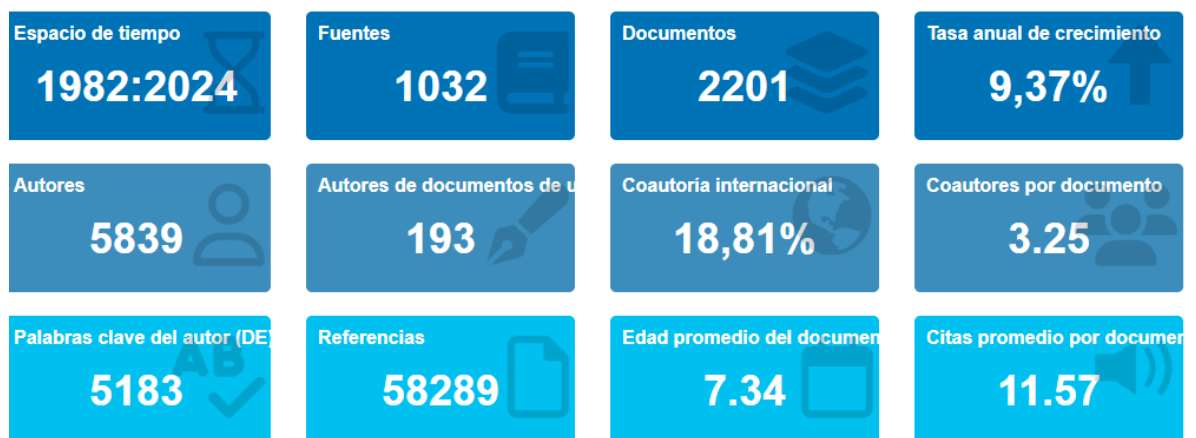 Espacio de tiempo
1982:2024
Fuentes
1032
Documentos
2201
Tasa anual de crecimiento
9,37%
Autores
5839
Autores de documentos de u
193
Coautoría internacional
18,81%
Coautores por documento
3.25
Palabras clave del autor (DE)
5183
AB
Referencias
58289
Edad promedio del documen
7.34
Citas promedio por documen
11.57